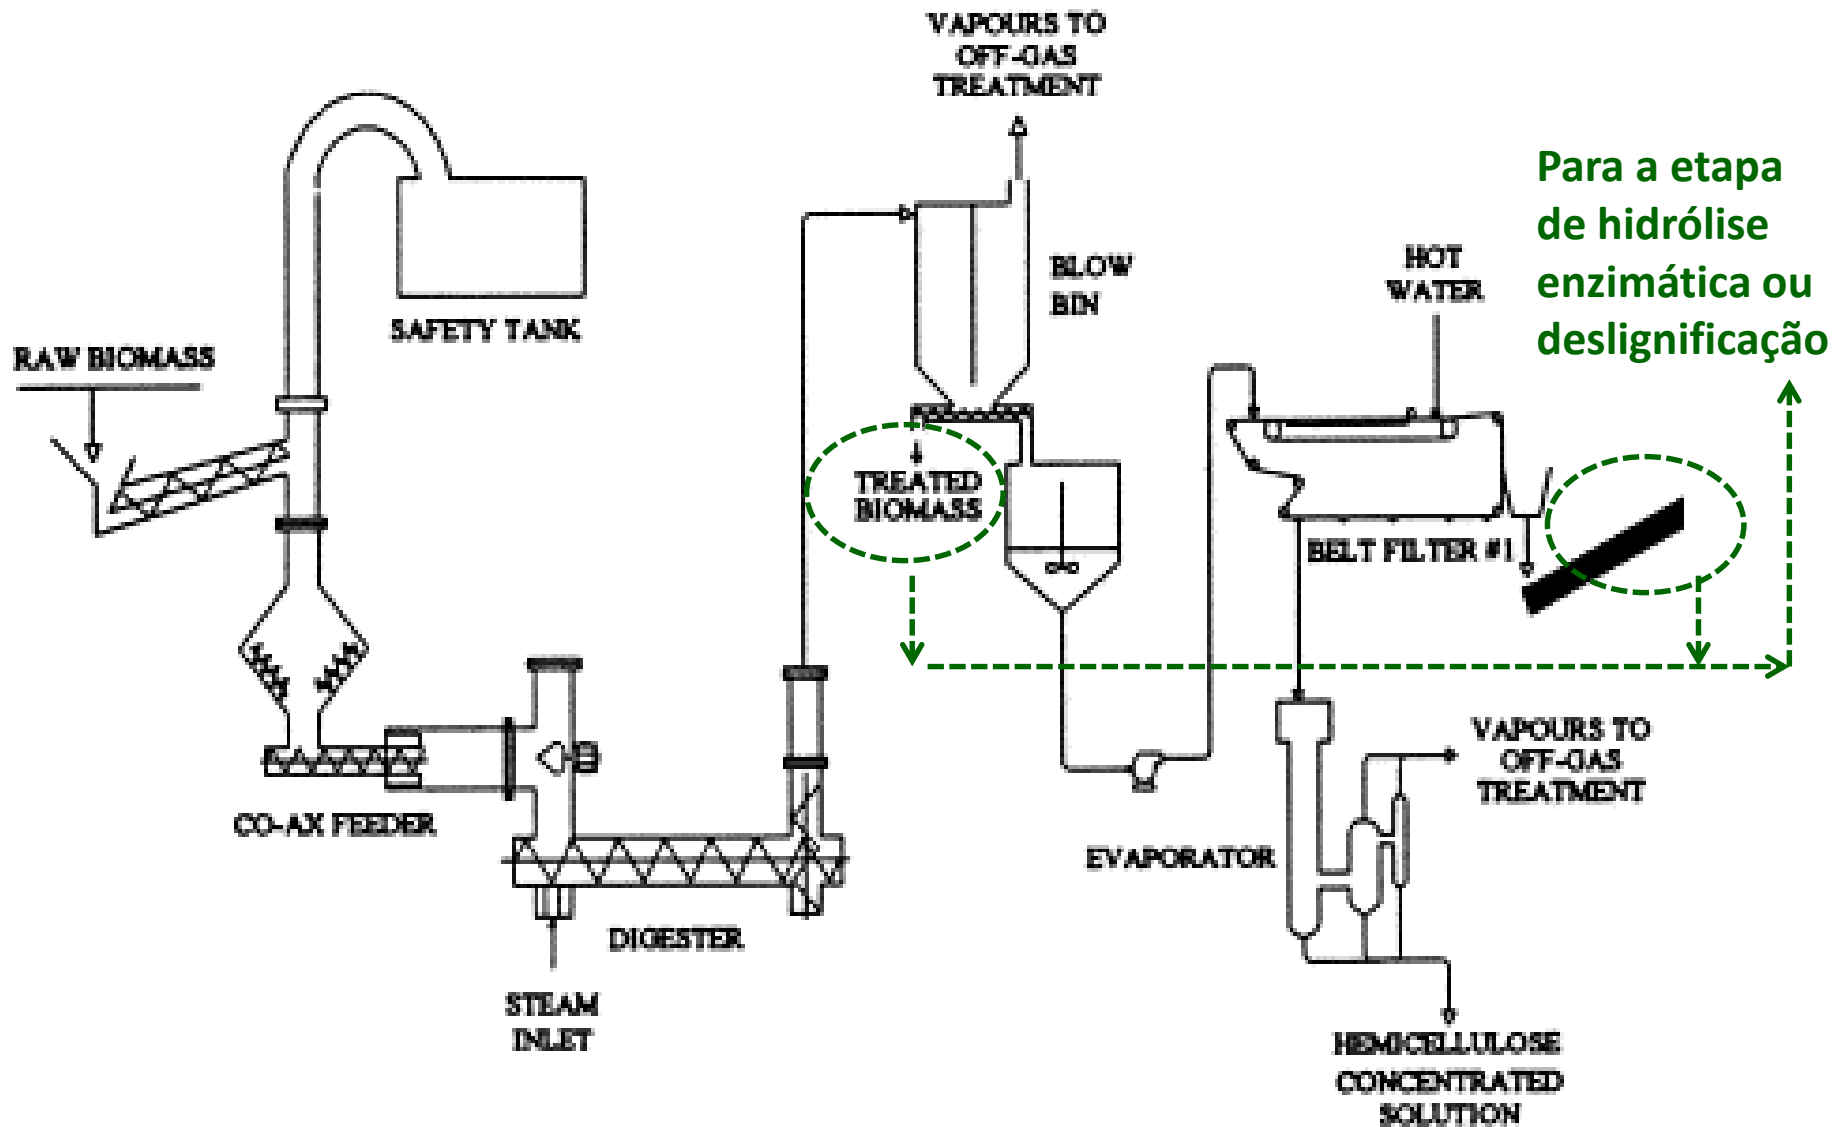 VAPOURS TO
OFF-GAS
TREATMENT
Para a etapa
de hidrólise
enzimática ou
deslignificação
SAFETY TANK
RAW BIOMASS
BLOW
BIN
HOT
WATER
TREATED
BIOMASS
BELT FILTER #1
CO-AX FEEDER
VAPOURS TO
OFF-GAS
TREATMENT
EVAPORATOR
DIGESTER
STEAM
INLET
HEMICELLULOSE
CONCENTRATED
SOLUTION